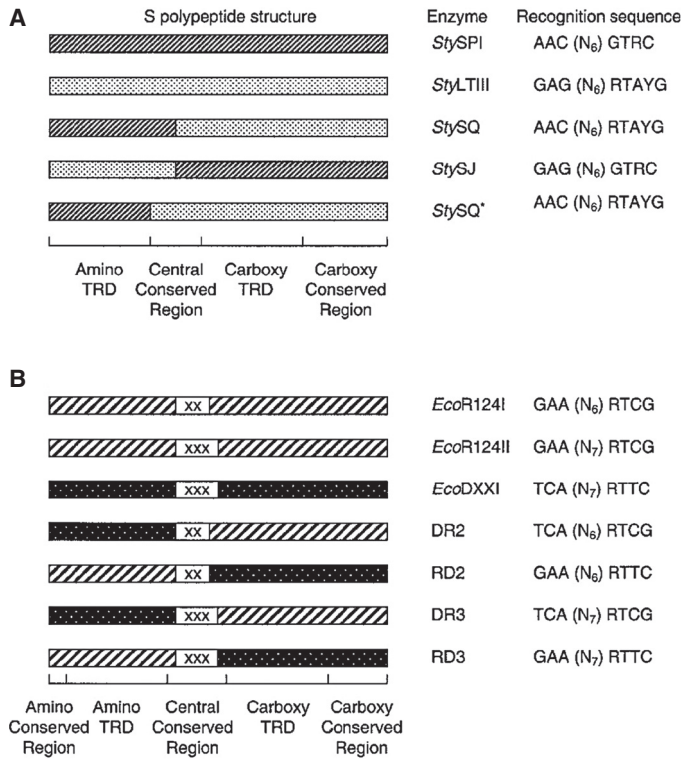 A
S polypeptide structure Enzyme Recognition sequence
StySPI AAC (N6) GTRC
StyLTIII GAG (N6) RTAYG
StySQ AAC (N6) RTAYG
StySJ GAG (N6) GTRC
StySQ* AAC (N6) RTAYG
Amino Central Carboxy Carboxy
TRD Conserved TRD Conserved
Region Region
B
xx EcoR124I GAA (N6) RTCG
xxx EcoR124II GAA (N7) RTCG
xxx EcoDXXI TCA (N7) RTTC
xx DR2 TCA (N6) RTCG
xx RD2 GAA (N6) RTTC
xxx DR3 TCA (N7) RTCG
xxx RD3 GAA (N7) RTTC
Amino Amino Central Carboxy Carboxy
Conserved TRD Conserved TRD Conserved
Region Region Region